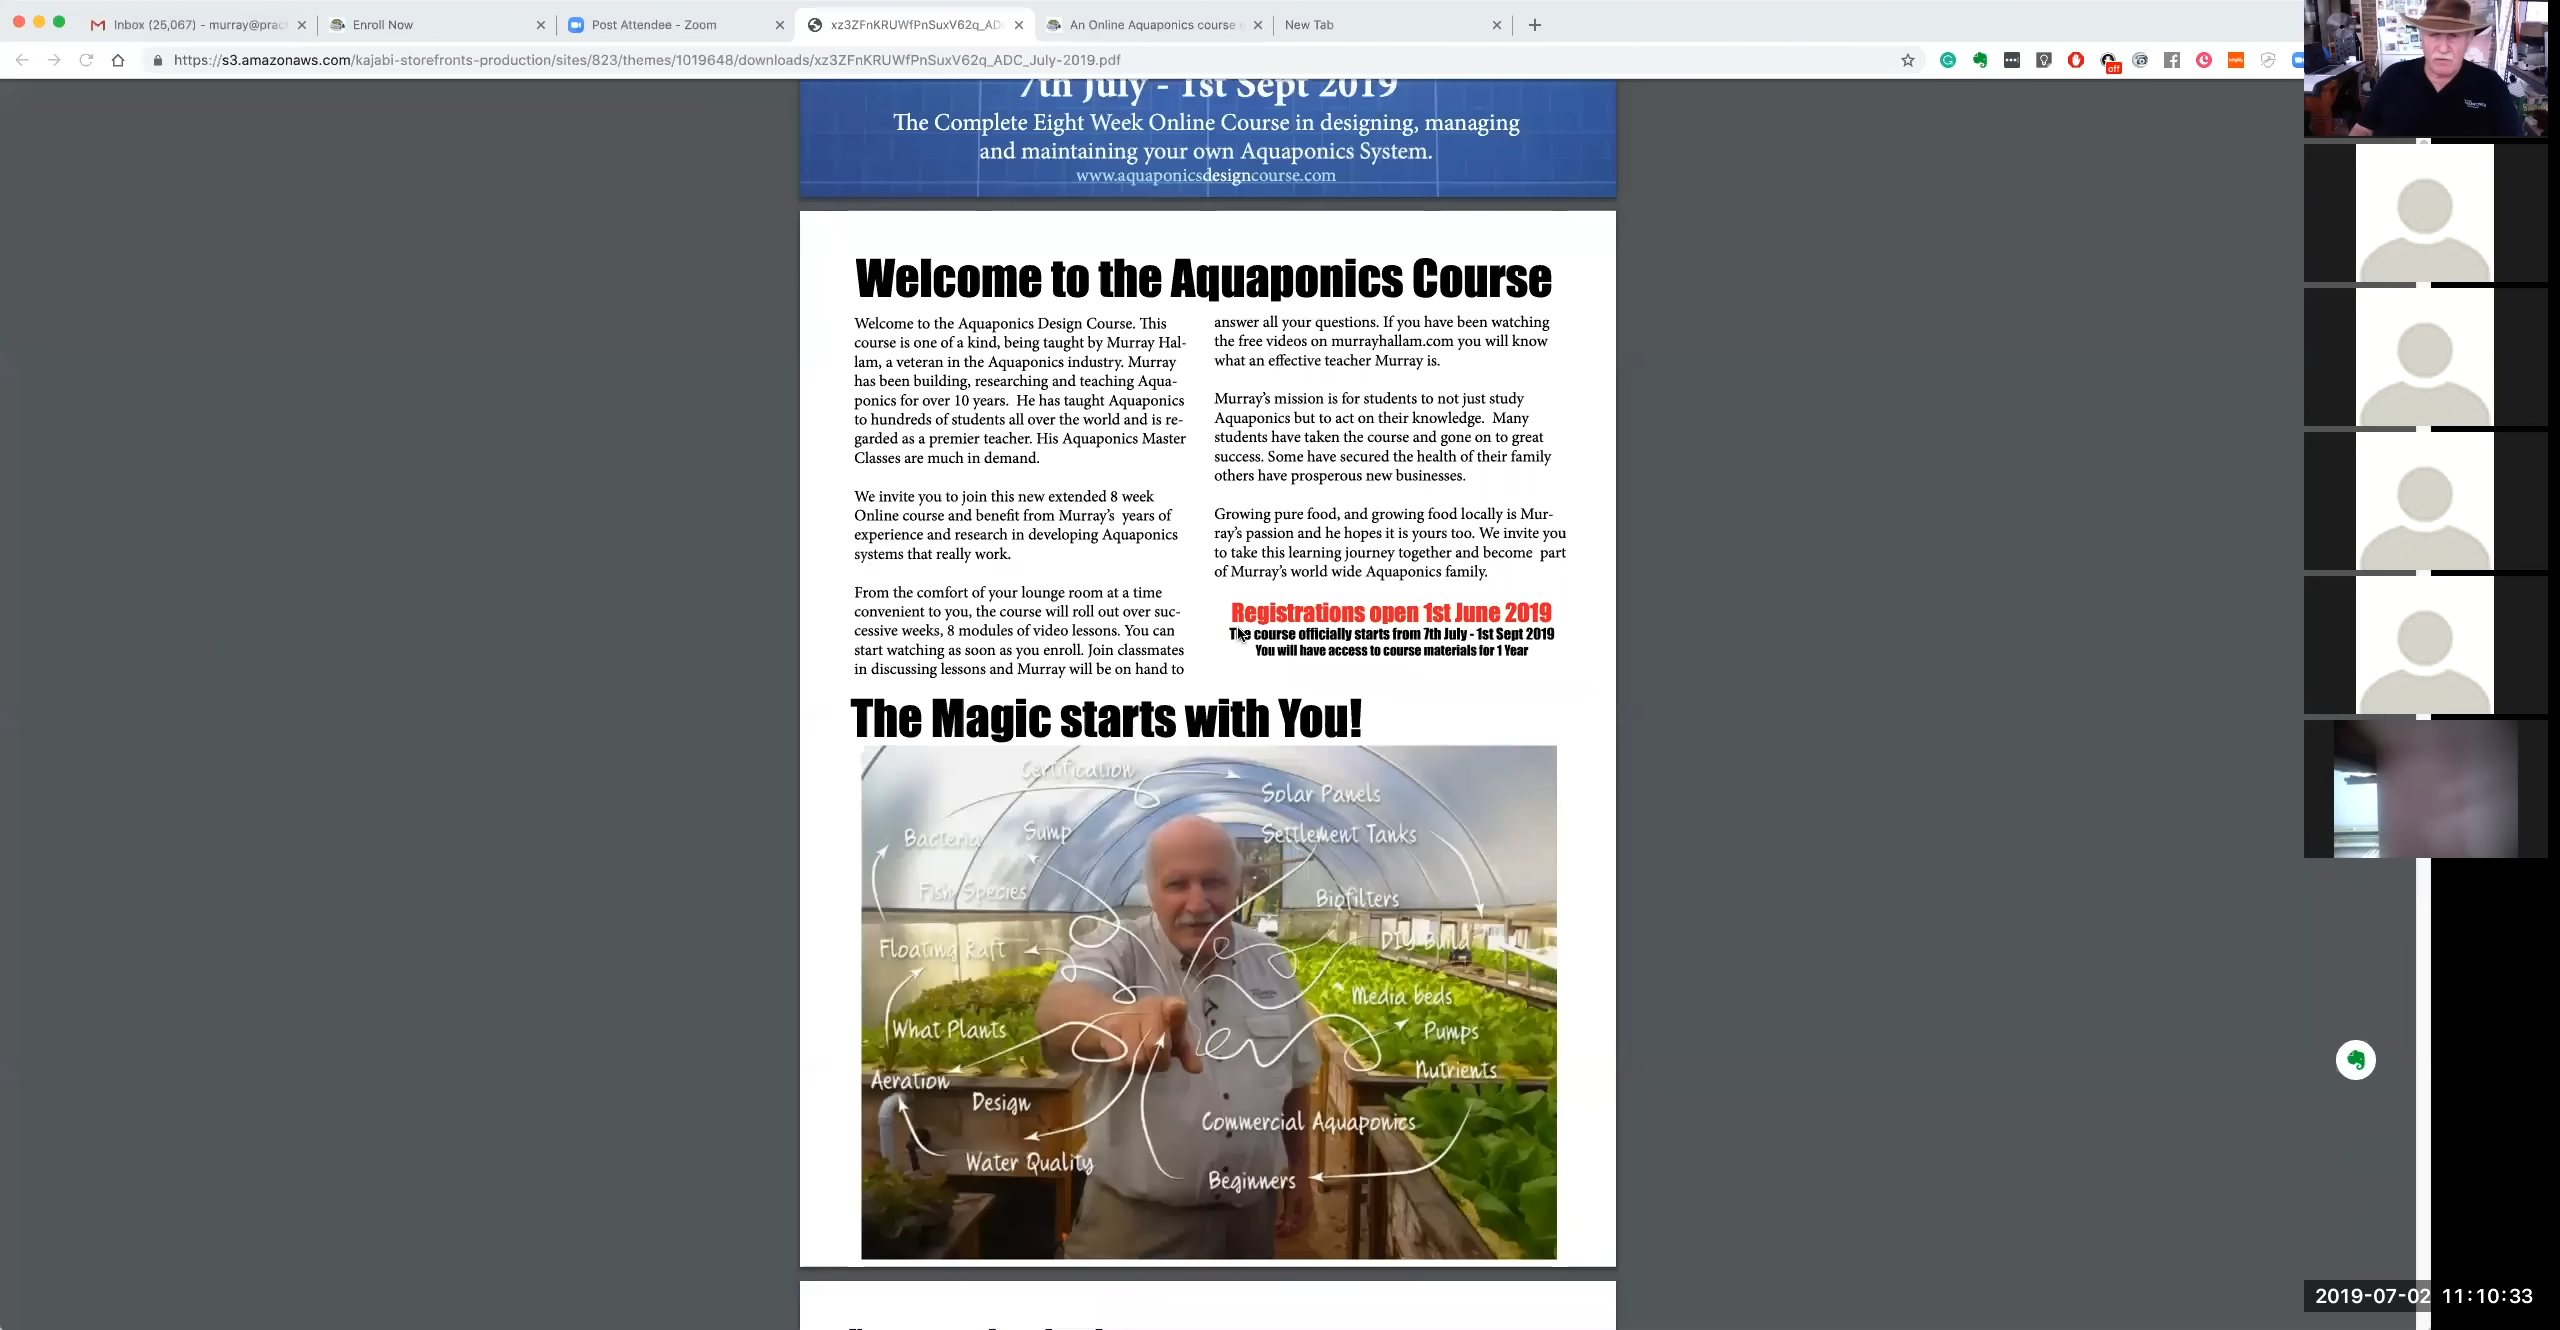 Inbox (25,067) - murray@prac
Enroll Now
Post Attendee - Zoom
xz3ZFnKRUWfPnSuxV62q_AD
An Online Aquaponics course
New Tab
https://s3.amazonaws.com/kajabi-storefronts-production/sites/823/themes/1019648/downloads/xz3ZFnKRUWfPnSuxV62q_ADC_July-2019.pdf
off
7th July - 1st Sept 2019
The Complete Eight Week Online Course in designing, managing
and maintaining your own Aquaponics System.
www.aquaponicsdesigncourse.com
Welcome to the Aquaponics Course
Welcome to the Aquaponics Design Course. This
course is one of a kind, being taught by Murray Hal-
lam, a veteran in the Aquaponics industry. Murray
has been building, researching and teaching Aqua-
ponics for over 10 years. He has taught Aquaponics
to hundreds of students all over the world and is re-
garded as a premier teacher. His Aquaponics Master
Classes are much in demand.
We invite you to join this new extended 8 week
Online course and benefit from Murray's years of
experience and research in developing Aquaponics
systems that really work.
From the comfort of your lounge room at a time
convenient to you, the course will roll out over suc-
cessive weeks, 8 modules of video lessons. You can
start watching as soon as you enroll. Join classmates
in discussing lessons and Murray will be on hand to
answer all your questions. If you have been watching
the free videos on murrayhallam.com you will know
what an effective teacher Murray is.
Murray's mission is for students to not just study
Aquaponics but to act on their knowledge. Many
students have taken the course and gone on to great
success. Some have secured the health of their family
others have prosperous new businesses.
Growing pure food, and growing food locally is Mur-
ray's passion and he hopes it is yours too. We invite you
to take this learning journey together and become part
of Murray's world wide Aquaponics family.
Registrations open 1st June 2019
The course officially starts from 7th July - 1st Sept 2019
You will have access to course materials for 1 Year
The Magic starts with You!
Certification
Solar Panels
Bacteria
Sump
Settlement Tanks
Fish Species
Biofilters
Floating Raft
DIY Build
Media beds
What Plants
Pumps
Nutrients
Aeration
Design
Commercial Aquaponics
Water Quality
Beginners
2019-07-02 11:10:33